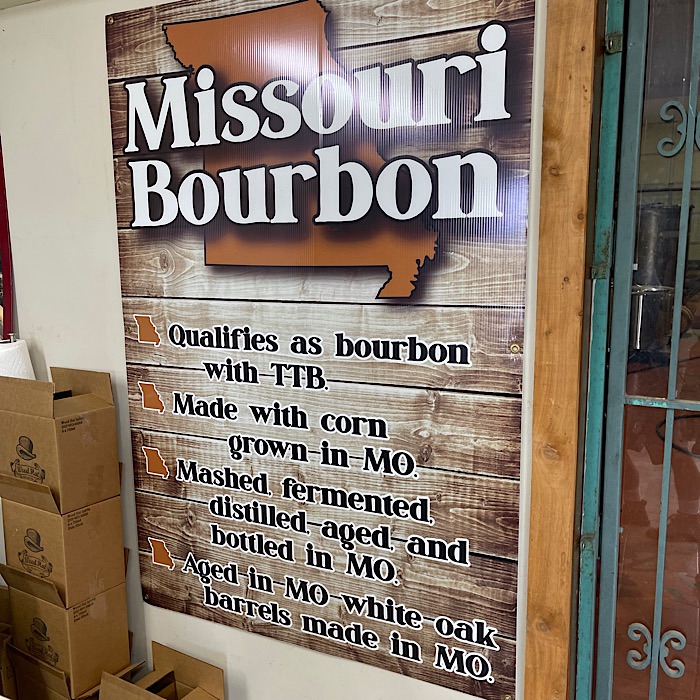 Missouri
Bourbon
Qualifies as bourbon
with TTB.
Made with corn
grown in MO.
Mashed, fermented,
distilled, aged, and
bottled in MO.
Aged in MO white oak
barrels made in MO.